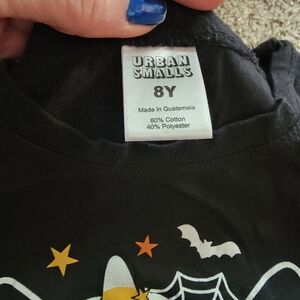 URBAN
SMALLS
8Y
Made in Guatemala
60% Cotton
40% Polyester